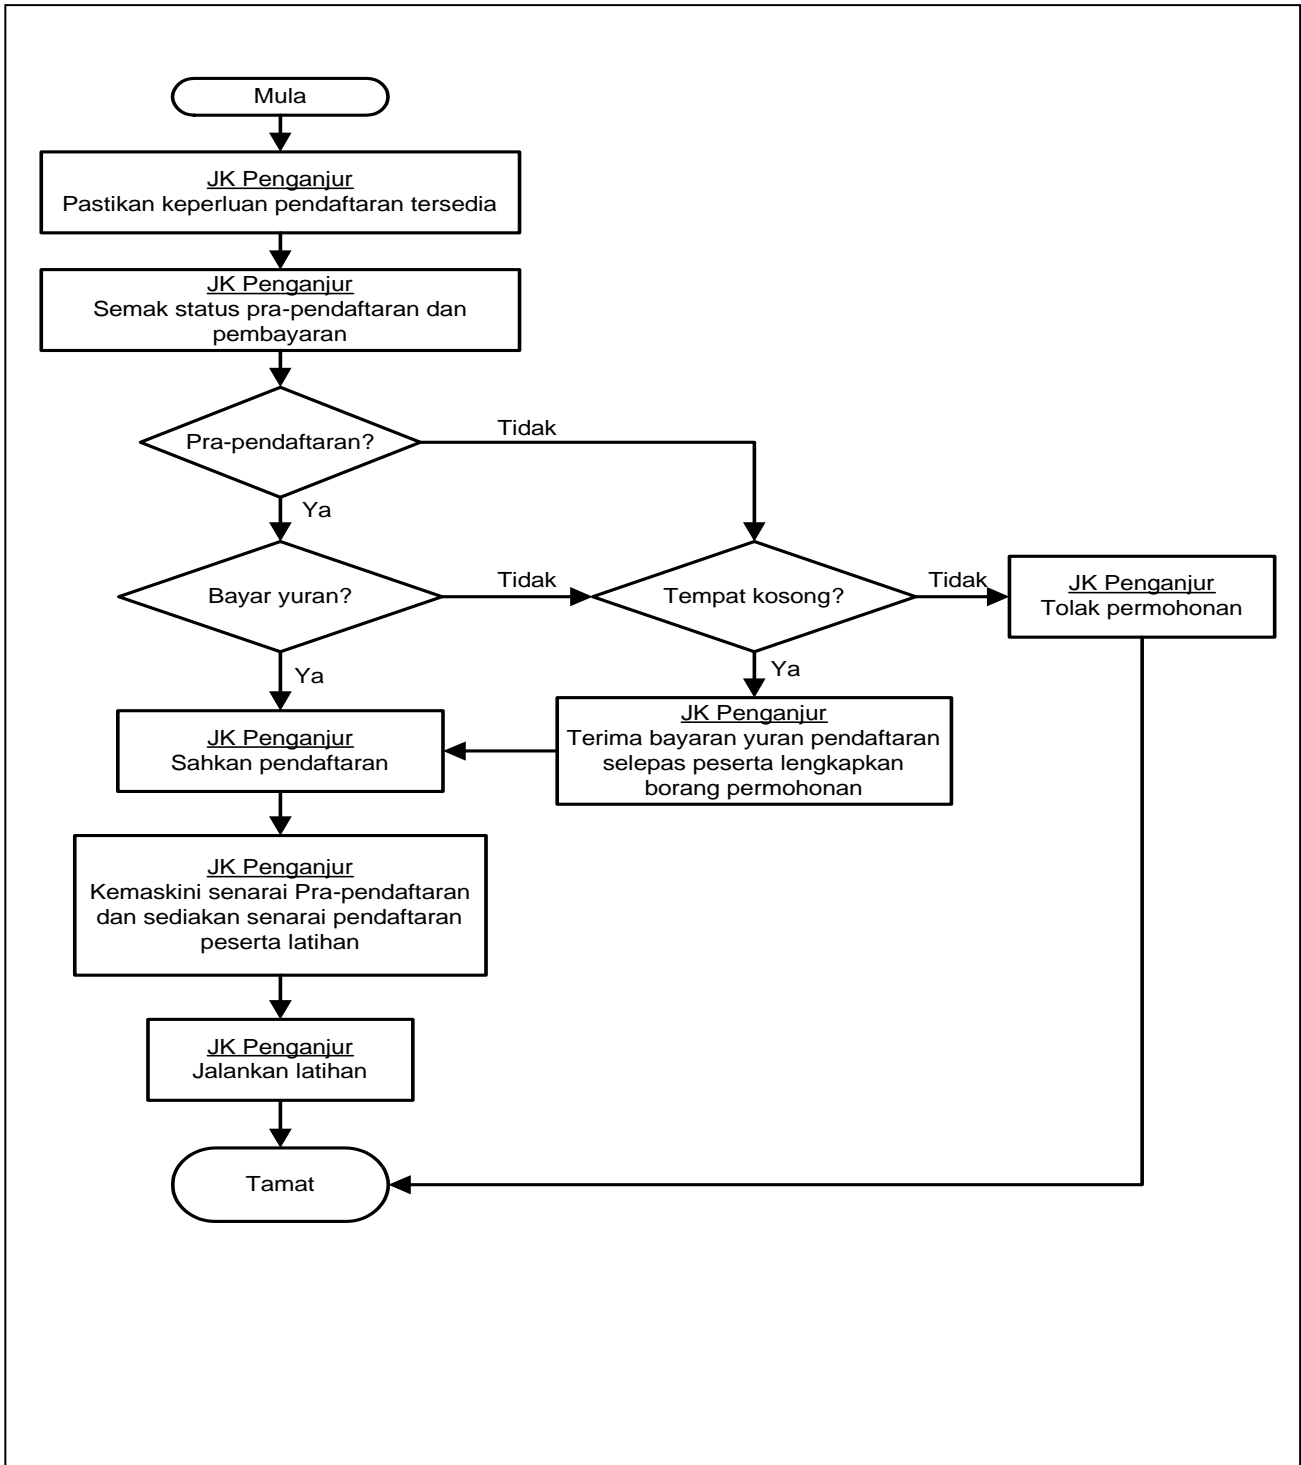 Mula
JK Penganjur
Pastikan keperluan pendaftaran tersedia
JK Penganjur
Semak status pra-pendaftaran dan
pembayaran
Pra-pendaftaran?
Tidak
Ya
Bayar yuran?
Tidak
Tempat kosong?
Tidak
JK Penganjur
Tolak permohonan
Ya
Ya
JK Penganjur
Sahkan pendaftaran
JK Penganjur
Terima bayaran yuran pendaftaran
selepas peserta lengkapkan
borang permohonan
JK Penganjur
Kemaskini senarai Pra-pendaftaran
dan sediakan senarai pendaftaran
peserta latihan
JK Penganjur
Jalankan latihan
Tamat